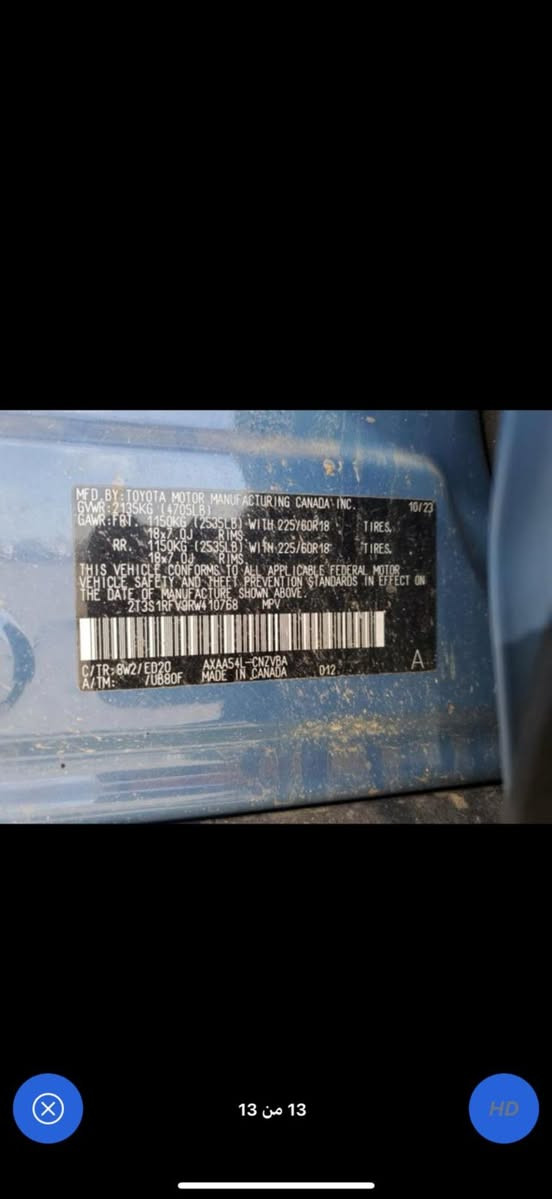 MFD.BY:TOYOTA MOTOR MANUFACTURING CANADA INC. 10/23
GVWR:2135KG (4705LB)
GAWR:FRT. 1150KG (2535LB) WITH 225/60R18 TIRES,
18x7.0J RIMS.
RR. 1150KG (2535LB) WITH 225/60R18 TIRES,
18x7.0J RIMS.
THIS VEHICLE CONFORMS TO ALL APPLICABLE FEDERAL MOTOR
VEHICLE SAFETY AND THEFT PREVENTION STANDARDS IN EFFECT ON
THE DATE OF MANUFACTURE SHOWN ABOVE.
2T3S1RFV9RW410768 MPV
C/TR:8W2/ED20 AXAA54L-CNZVBA 012 A
A/TM: /UB80F MADE IN CANADA
13 من 13
HD